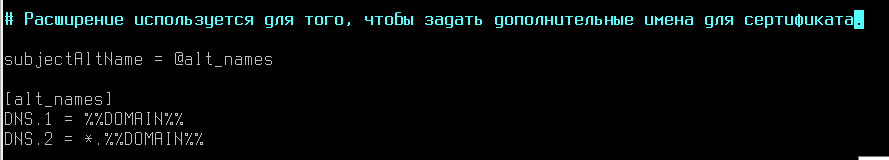 # Расширение используется для того, чтобы задать дополнительные имена для сертификата.
subjectAltName = @alt_names
[alt_names]
DNS.1 = %%DOMAIN%%
DNS.2 = *.%%DOMAIN%%